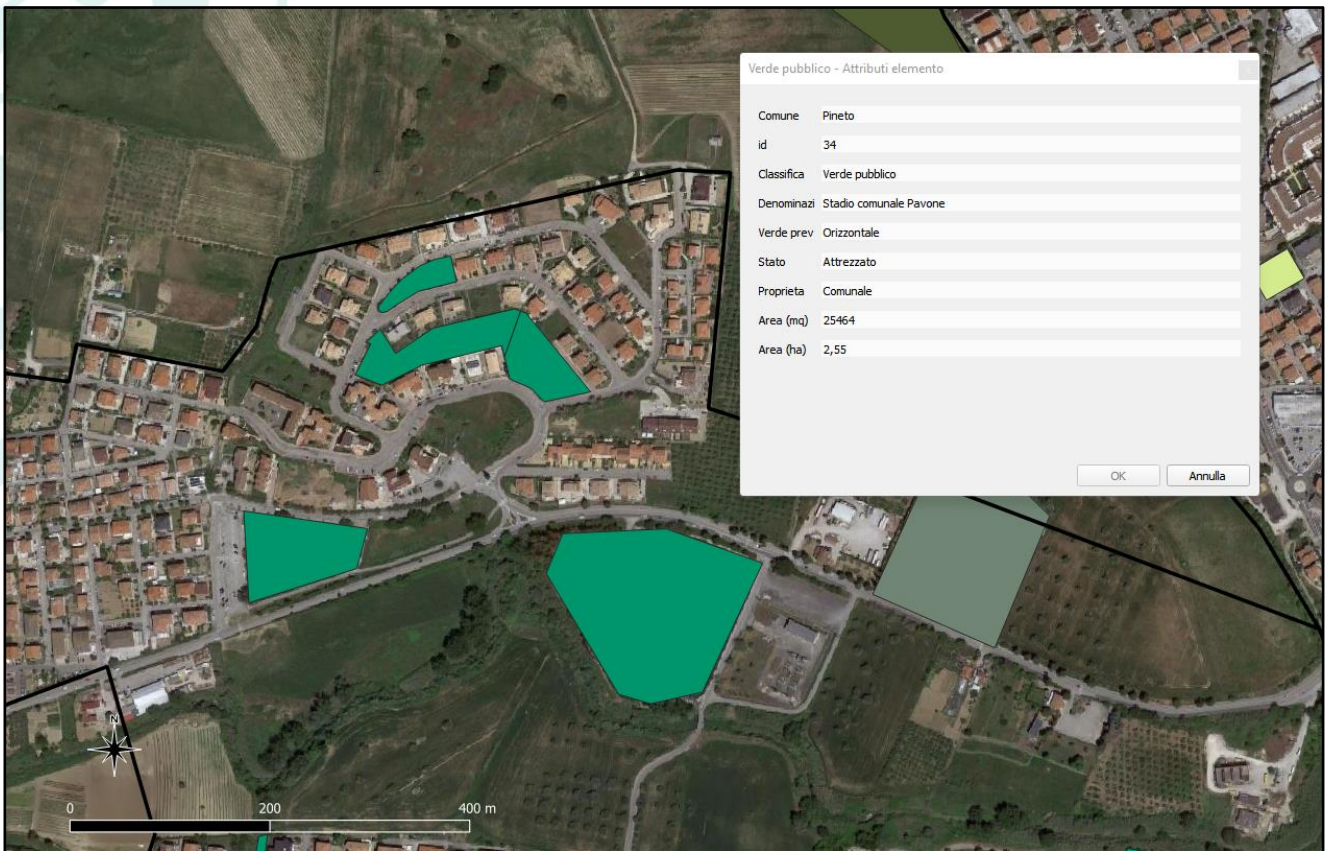 Verde pubblico - Attributi elemento
Comune Pineto
id 34
Classifica Verde pubblico
Denominazi Stadio comunale Pavone
Verde prev Orizzontale
Stato Attrezzato
Proprieta Comunale
Area (mq) 25464
Area (ha) 2,55
OK Annulla
N
0 200 400 m